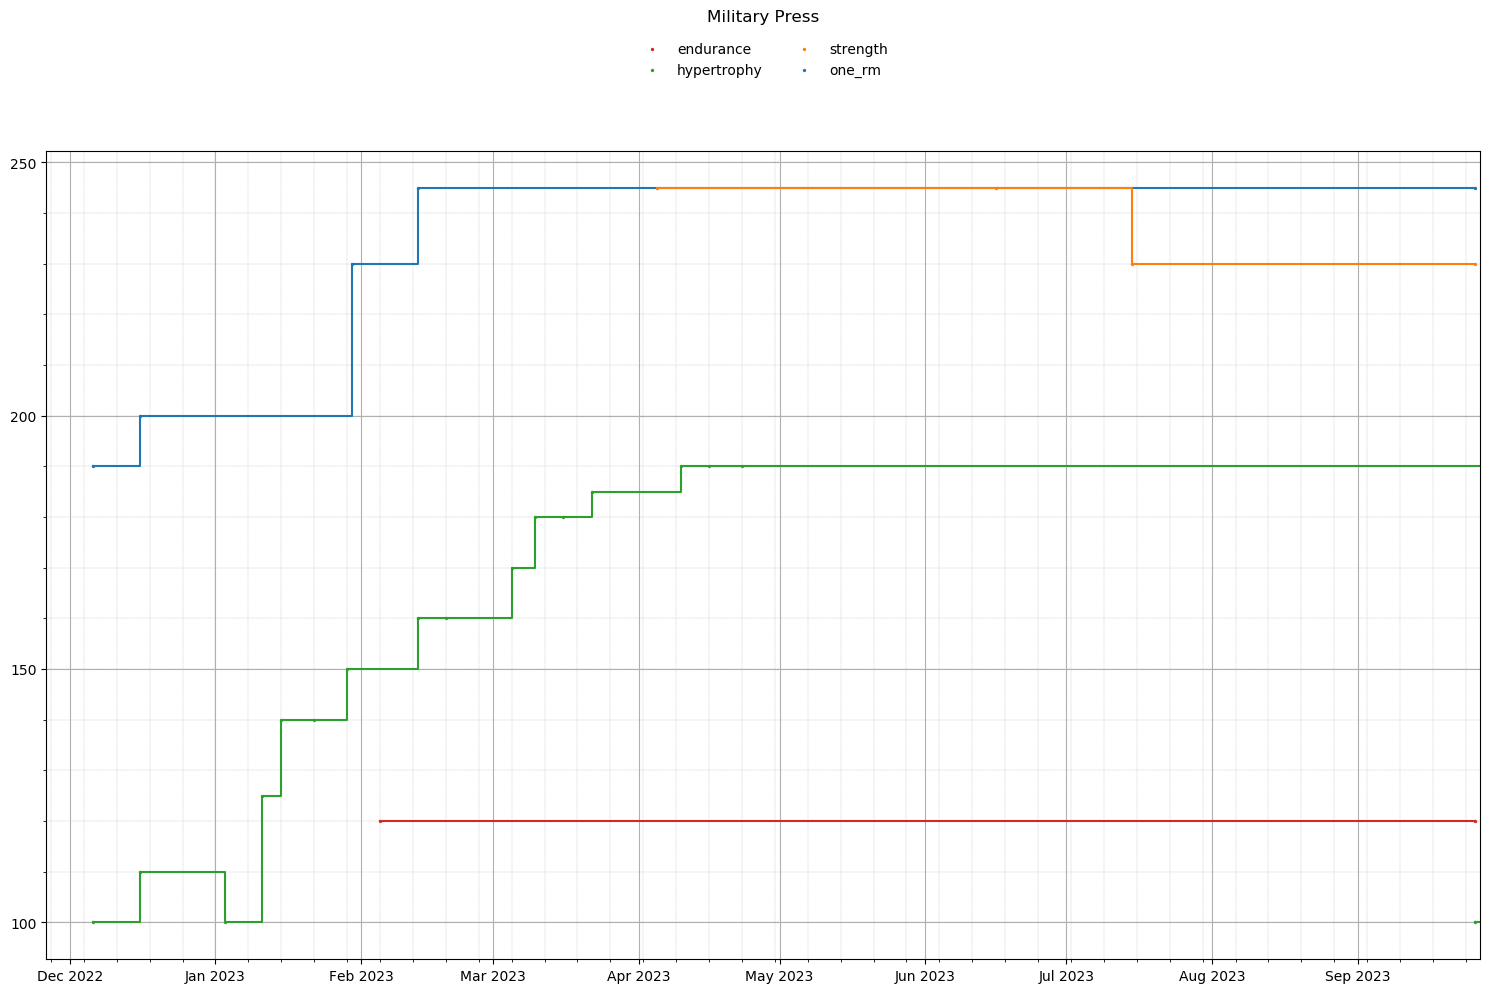 Military Press
endurance strength
hypertrophy one_rm
250
200
150
100
Dec 2022 Jan 2023 Feb 2023 Mar 2023 Apr 2023 May 2023 Jun 2023 Jul 2023 Aug 2023 Sep 2023